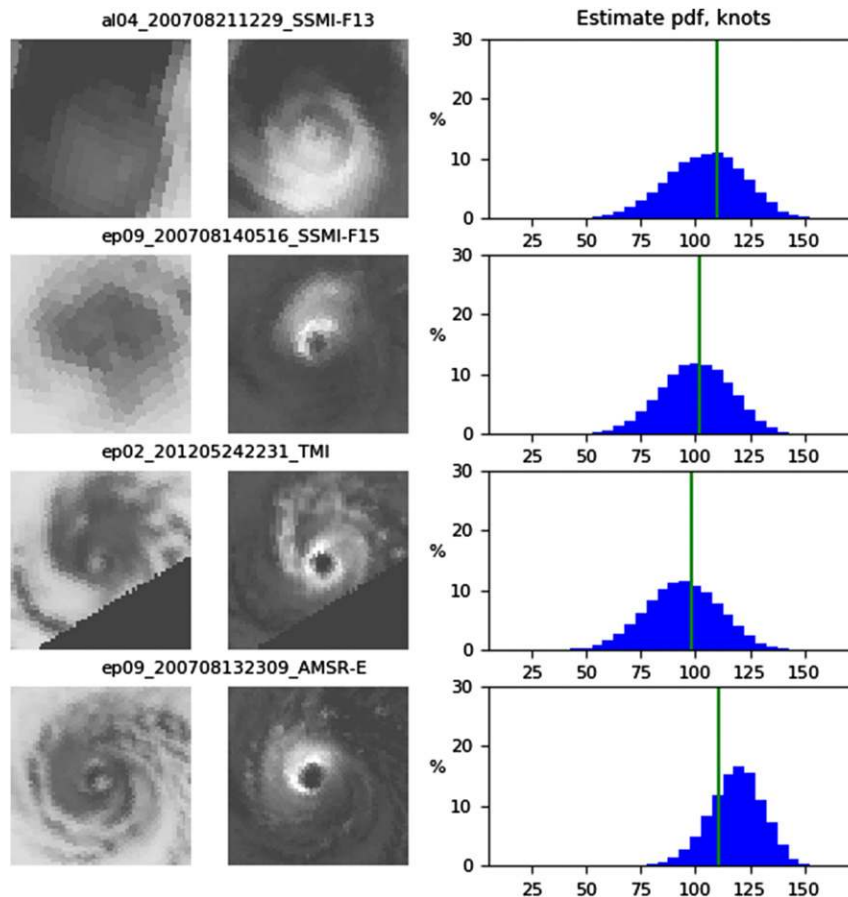 al04_200708211229_SSMI-F13
Estimate pdf, knots
30
20
%
10
0
25 50 75 100 125 150
ep09_200708140516_SSMI-F15
30
20
%
10
0
25 50 75 100 125 150
ep02_201205242231_TMI
30
20
%
10
0
25 50 75 100 125 150
ep09_200708132309_AMSR-E
30
20
%
10
0
25 50 75 100 125 150